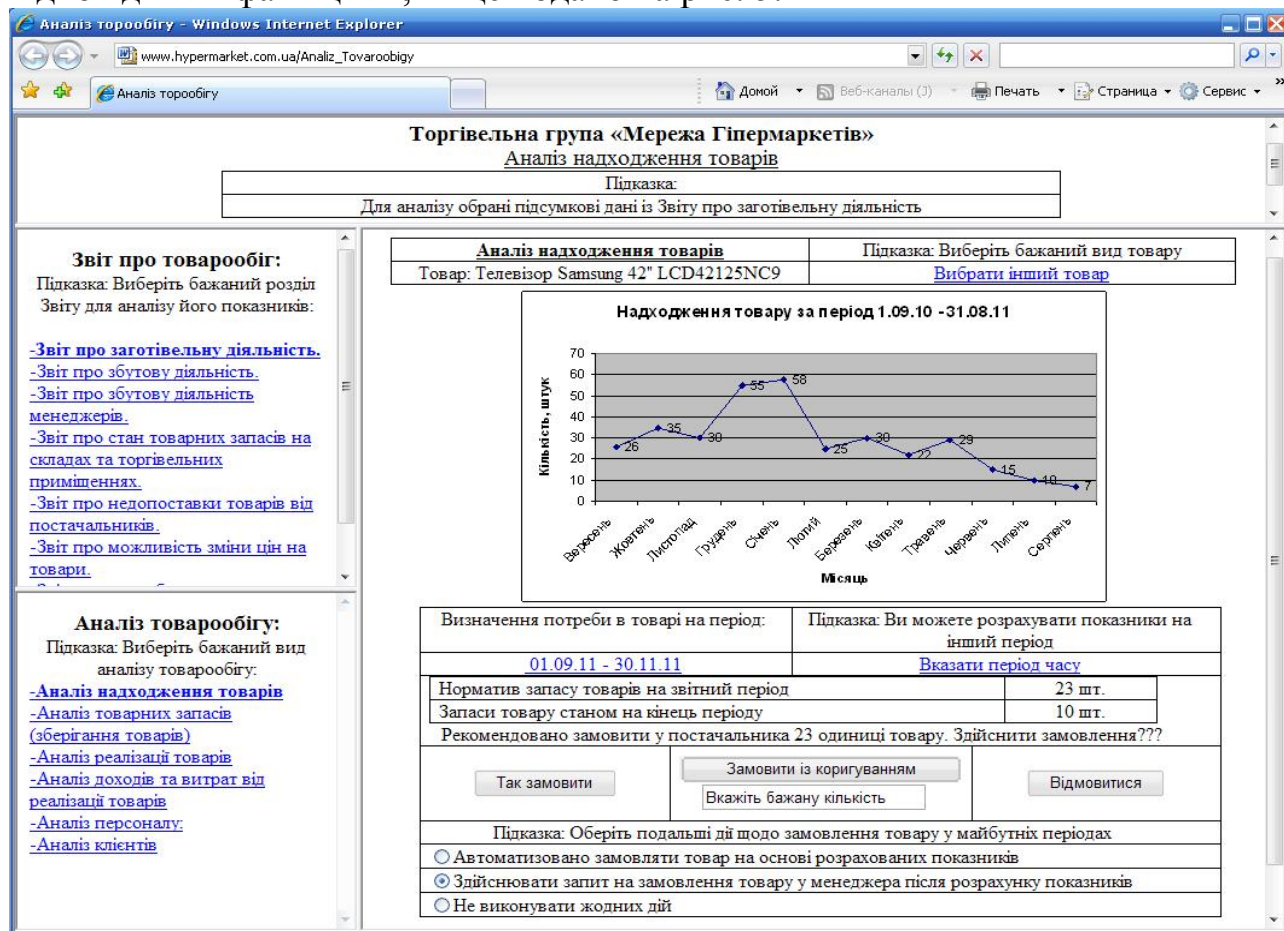 Аналіз торообігу - Windows Internet Explorer
www.hypermarket.com.ua/Analiz_Tovaroobigy
Аналіз торообігу
Домой
Веб-каналы (J)
Печать
Страница
Сервис
Торгівельна група «Мережа Гіпермаркетів»
Аналіз надходження товарів
Підказка:
Для аналізу обрані підсумкові дані із Звіту про заготівельну діяльність
Звіт про товарообіг:
Підказка: Виберіть бажаний розділ
Звіту для аналізу його показників:
-Звіт про заготівельну діяльність.
-Звіт про збутову діяльність.
-Звіт про збутову діяльність
менеджерів.
-Звіт про стан товарних запасів на
складах та торгівельних
приміщеннях.
-Звіт про недопоставки товарів від
постачальників.
-Звіт про можливість зміни цін на
товари.
Аналіз товарообігу:
Підказка: Виберіть бажаний вид
аналізу товарообігу:
-Аналіз надходження товарів
-Аналіз товарних запасів
(зберігання товарів)
-Аналіз реалізації товарів
-Аналіз доходів та витрат від
реалізації товарів
-Аналіз персоналу:
-Аналіз клієнтів
Аналіз надходження товарів Підказка: Виберіть бажаний вид товару
Товар: Телевізор Samsung 42" LCD42125NC9 Вибрати інший товар
Надходження товару за період 1.09.10 -31.08.11
Кількість, штук
70
60
50
40
30
20
10
0
26 35 30 55 58 25 30 22 29 15 10 7
Вересень Жовтень Листопад Грудень Січень Лютий Березень Квітень Травень Червень Липень Серпень
Місяць
Визначення потреби в товарі на період: Підказка: Ви можете розрахувати показники на
інший період
01.09.11 - 30.11.11 Вказати період часу
Норматив запасу товарів на звітний період 23 шт.
Запаси товару станом на кінець періоду 10 шт.
Рекомендовано замовити у постачальника 23 одиниці товару. Здійснити замовлення???
Так замовити
Замовити із коригуванням
Вкажіть бажану кількість
Відмовитися
Підказка: Оберіть подальші дії щодо замовлення товару у майбутніх періодах
Автоматизовано замовляти товар на основі розрахованих показників
Здійснювати запит на замовлення товару у менеджера після розрахунку показників
Не виконувати жодних дій